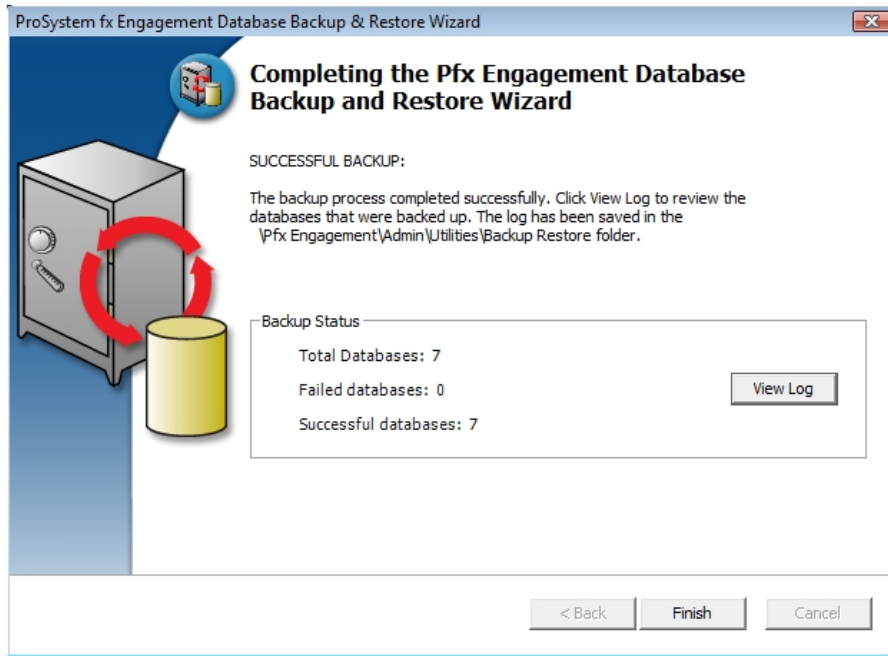 ProSystem fx Engagement Database Backup & Restore Wizard
Completing the Pfx Engagement Database
Backup and Restore Wizard
SUCCESSFUL BACKUP:
The backup process completed successfully. Click View Log to review the
databases that were backed up. The log has been saved in the
\Pfx Engagement\Admin\Utilities\Backup Restore folder.
Backup Status
Total Databases: 7
Failed databases: 0
View Log
Successful databases: 7
< Back
Finish
Cancel